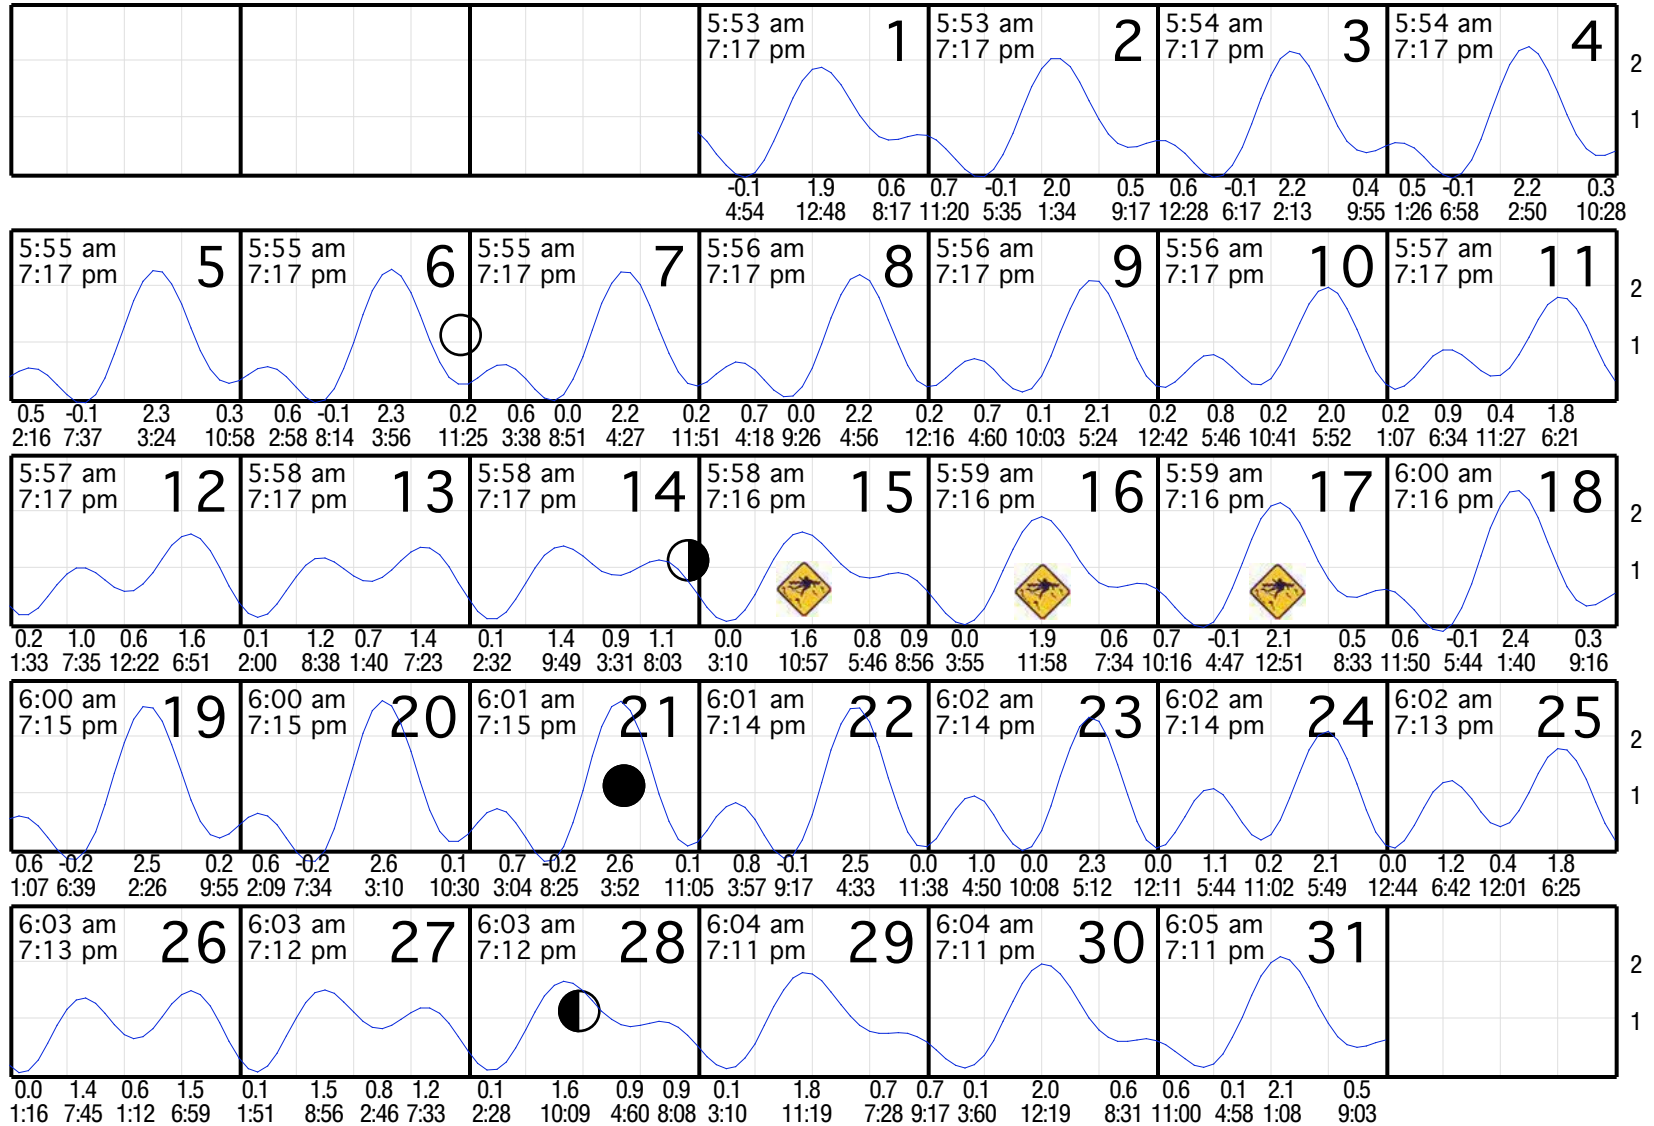 5:53 am 1 5:53 am 2 5:54 am 3 5:54 am 4
7:17 pm 7:17 pm 7:17 pm 7:17 pm
2
1
-0.1 1.9 0.6 0.7 -0.1 2.0 0.5 0.6 -0.1 2.2 0.4 0.5 -0.1 2.2 0.3
4:54 12:48 8:17 11:20 5:35 1:34 9:17 12:28 6:17 2:13 9:55 1:26 6:58 2:50 10:28
5:55 am 5 5:55 am 6 5:55 am 7 5:56 am 8 5:56 am 9 5:56 am 10 5:57 am 11
7:17 pm 7:17 pm 7:17 pm 7:17 pm 7:17 pm 7:17 pm 7:17 pm
2
1
0.5 -0.1 2.3 0.3 0.6 -0.1 2.3 0.2 0.6 0.0 2.2 0.2 0.7 0.0 2.2 0.2 0.7 0.1 2.1 0.2 0.8 0.2 2.0 0.2 0.9 0.4 1.8
2:16 7:37 3:24 10:58 2:58 8:14 3:56 11:25 3:38 8:51 4:27 11:51 4:18 9:26 4:56 12:16 4:60 10:03 5:24 12:42 5:46 10:41 5:52 1:07 6:34 11:27 6:21
5:57 am 12 5:58 am 13 5:58 am 14 5:58 am 15 5:59 am 16 5:59 am 17 6:00 am 18
7:17 pm 7:17 pm 7:17 pm 7:16 pm 7:16 pm 7:16 pm 7:16 pm
2
1
0.2 1.0 0.6 1.6 0.1 1.2 0.7 1.4 0.1 1.4 0.9 1.1 0.0 1.6 0.8 0.9 0.0 1.9 0.6 0.7 -0.1 2.1 0.5 0.6 -0.1 2.4 0.3
1:33 7:35 12:22 6:51 2:00 8:38 1:40 7:23 2:32 9:49 3:31 8:03 3:10 10:57 5:46 8:56 3:55 11:58 7:34 10:16 4:47 12:51 8:33 11:50 5:44 1:40 9:16
6:00 am 19 6:00 am 20 6:01 am 21 6:01 am 22 6:02 am 23 6:02 am 24 6:02 am 25
7:15 pm 7:15 pm 7:15 pm 7:14 pm 7:14 pm 7:14 pm 7:13 pm
2
1
0.6 -0.2 2.5 0.2 0.6 -0.2 2.6 0.1 0.7 -0.2 2.6 0.1 0.8 -0.1 2.5 0.0 1.0 0.0 2.3 0.0 1.1 0.2 2.1 0.0 1.2 0.4 1.8
1:07 6:39 2:26 9:55 2:09 7:34 3:10 10:30 3:04 8:25 3:52 11:05 3:57 9:17 4:33 11:38 4:50 10:08 5:12 12:11 5:44 11:02 5:49 12:44 6:42 12:01 6:25
6:03 am 26 6:03 am 27 6:03 am 28 6:04 am 29 6:04 am 30 6:05 am 31
7:13 pm 7:12 pm 7:12 pm 7:11 pm 7:11 pm 7:11 pm
2
1
0.0 1.4 0.6 1.5 0.1 1.5 0.8 1.2 0.1 1.6 0.9 0.9 0.1 1.8 0.7 0.7 0.1 2.0 0.6 0.6 0.1 2.1 0.5
1:16 7:45 1:12 6:59 1:51 8:56 2:46 7:33 2:28 10:09 4:60 8:08 3:10 11:19 7:28 9:17 3:60 12:19 8:31 11:00 4:58 1:08 9:03